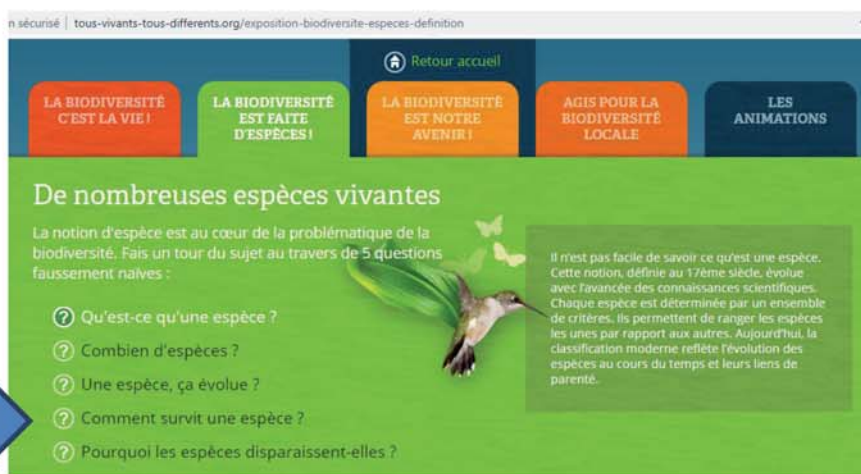 n sécurisé | tous-vivants-tous-differents.org/exposition-biodiversite-especes-definition
Retour accueil
LA BIODIVERSITÉ
C'EST LA VIE !
LA BIODIVERSITÉ
EST FAITE
D'ESPÈCES !
LA BIODIVERSITÉ
EST NOTRE
AVENIR !
AGIS POUR LA
BIODIVERSITÉ
LOCALE
LES
ANIMATIONS
De nombreuses espèces vivantes
La notion d'espèce est au cœur de la problématique de la
biodiversité. Fais un tour du sujet au travers de 5 questions
faussement naïves :
? Qu'est-ce qu'une espèce ?
? Combien d'espèces ?
? Une espèce, ça évolue ?
? Comment survit une espèce ?
? Pourquoi les espèces disparaissent-elles ?
Il n'est pas facile de savoir ce qu'est une espèce.
Cette notion, définie au 17ème siècle, évolue
avec l'avancée des connaissances scientifiques.
Chaque espèce est déterminée par un ensemble
de critères. Ils permettent de ranger les espèces
les unes par rapport aux autres. Aujourd'hui, la
classification moderne reflète l'évolution des
espèces au cours du temps et leurs liens de
parenté.